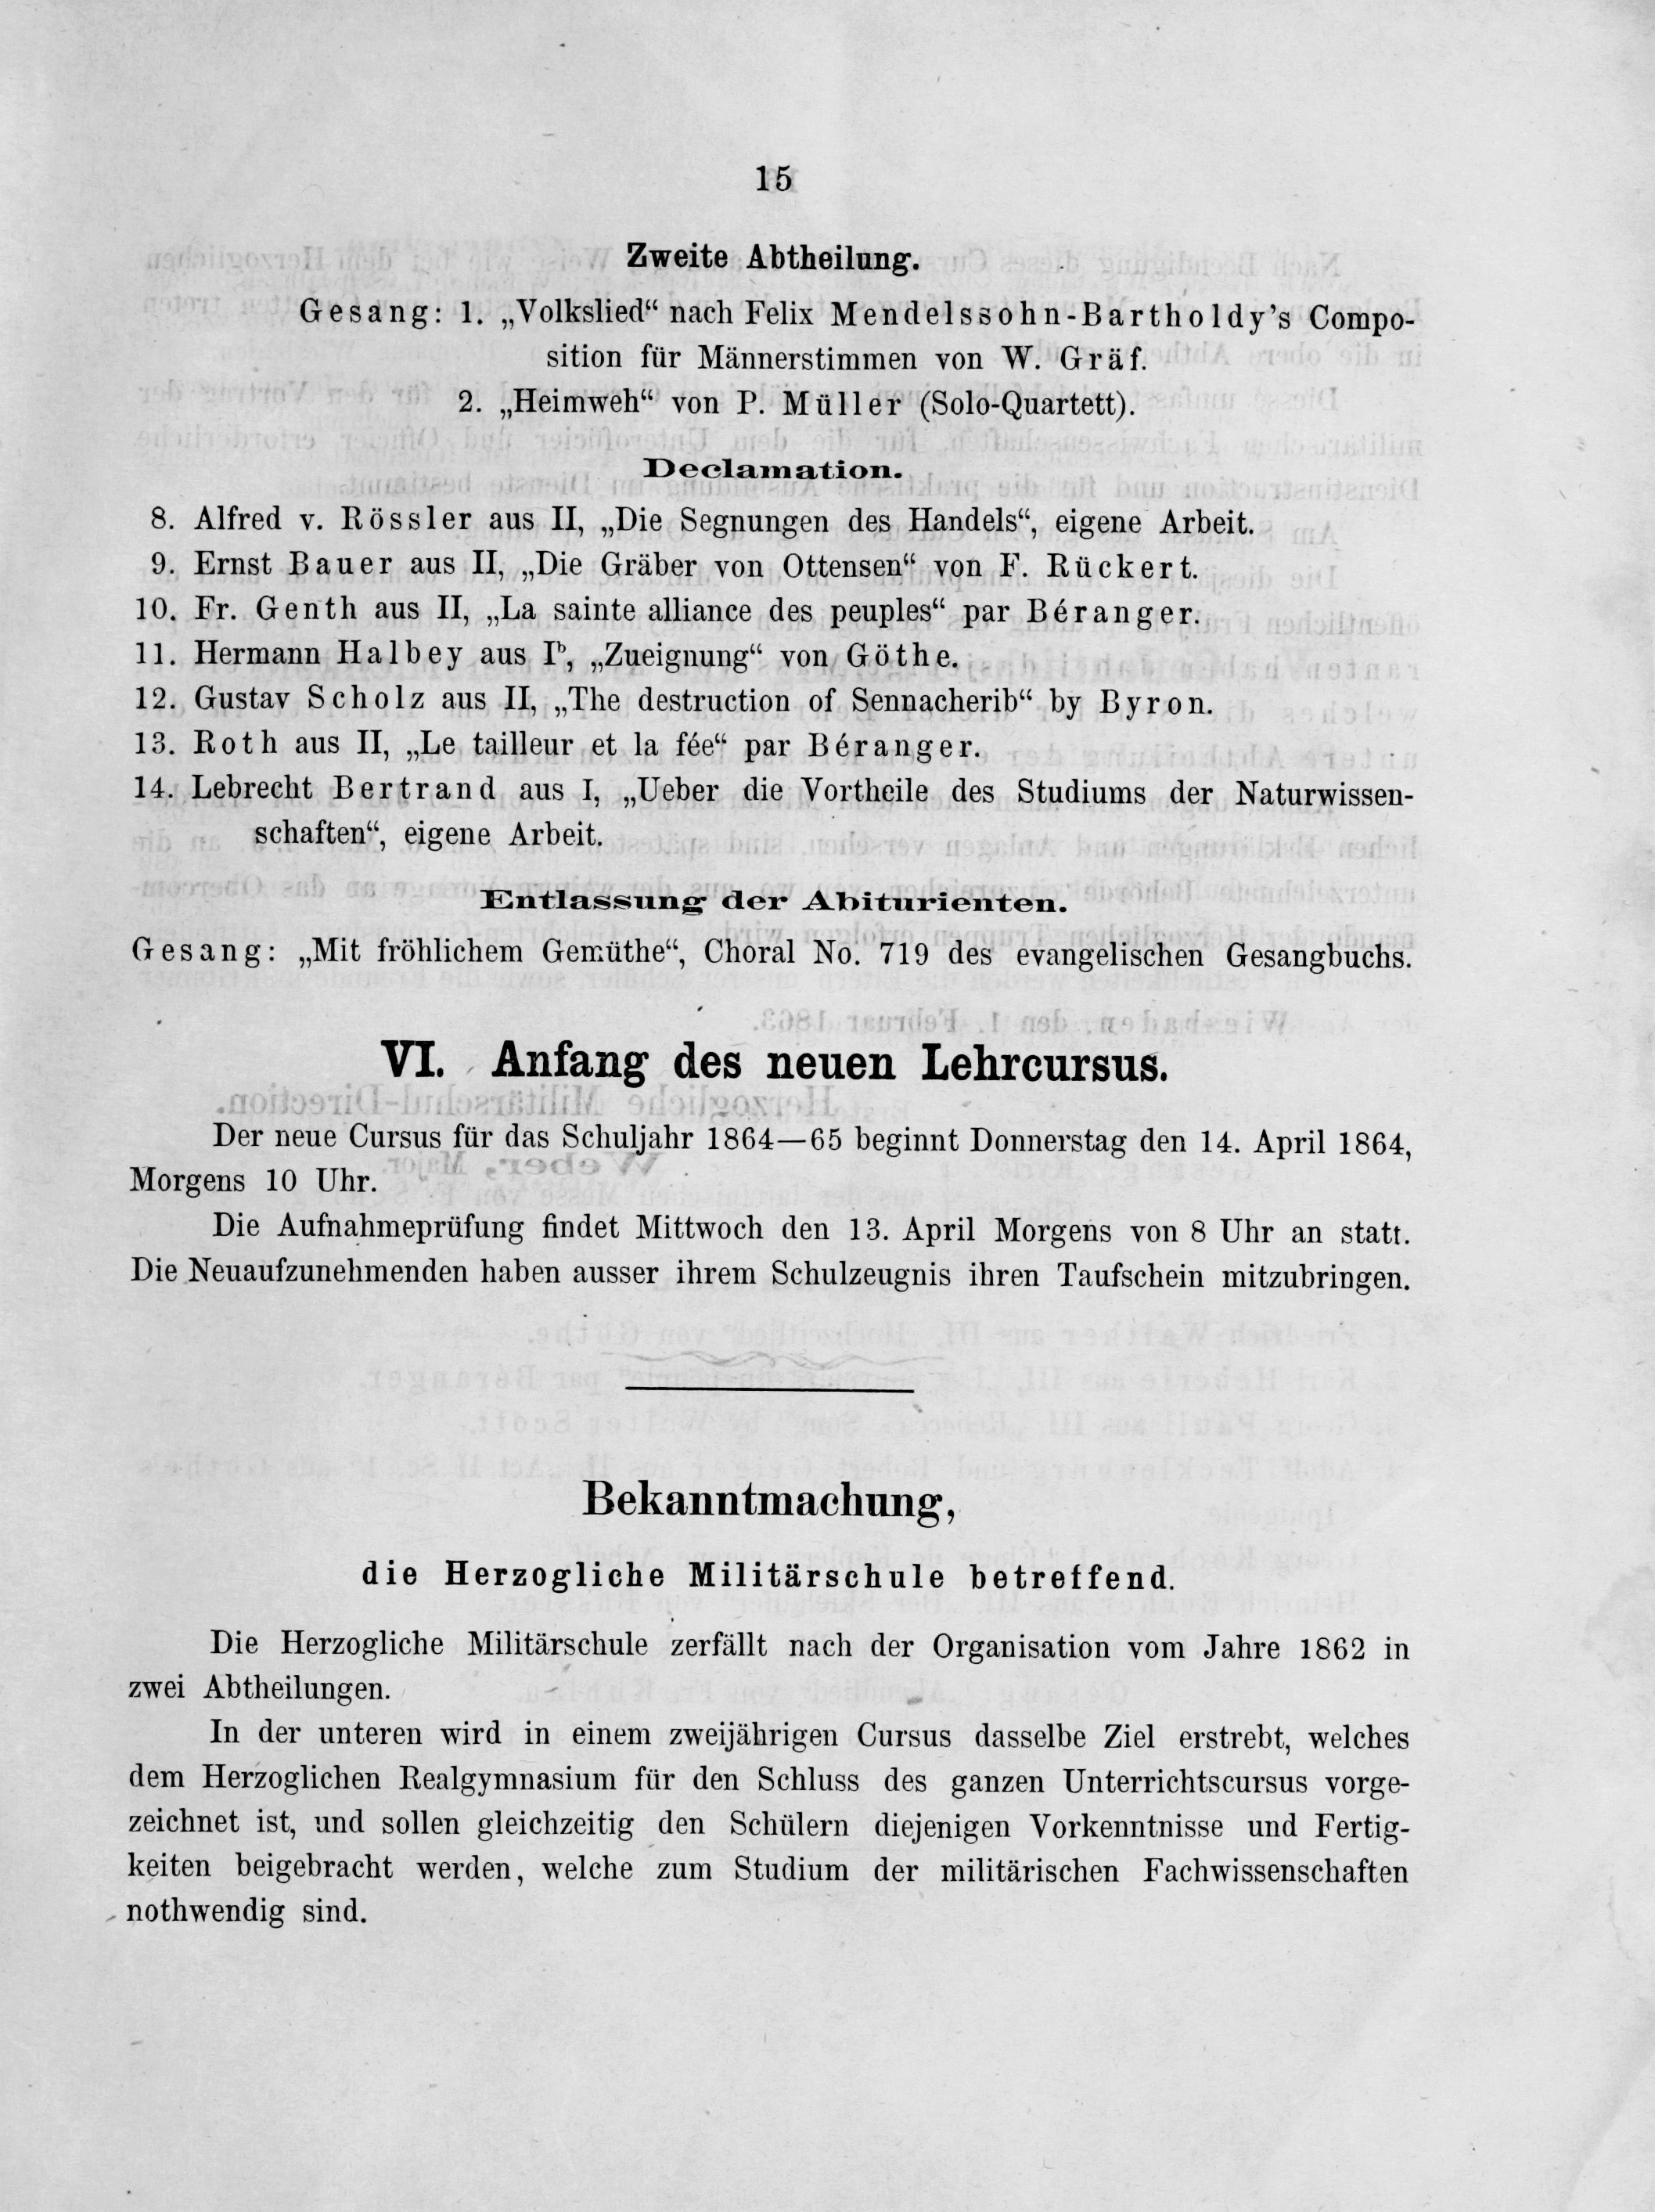 15
Zweite Abtheilung.
Gesang: 1. „Volkslied“ nach Felix Mendelssohn-Bartholdy's Compo-
sition für Männerstimmen von W. Gräf.
2. „Heimweh“ von P. Müller (Solo-Quartett).
Declamation.
8. Alfred v. Rössler aus II, „Die Segnungen des Handels“, eigene Arbeit.
9. Ernst Bauer aus II, „Die Gräber von Ottensen“ von F. Rückert.
10. Fr. Genth aus II, „La sainte alliance des peuples“ par Béranger.
11. Hermann Halbey aus Iᵇ, „Zueignung“ von Göthe.
12. Gustav Scholz aus II, „The destruction of Sennacherib“ by Byron.
13. Roth aus II, „Le tailleur et la fée“ par Béranger.
14. Lebrecht Bertrand aus I, „Ueber die Vortheile des Studiums der Naturwissen-
schaften“, eigene Arbeit.
Entlassung der Abiturienten.
Gesang: „Mit fröhlichem Gemüthe“, Choral No. 719 des evangelischen Gesangbuchs.
VI. Anfang des neuen Lehrcursus.
Der neue Cursus für das Schuljahr 1864—65 beginnt Donnerstag den 14. April 1864,
Morgens 10 Uhr.
Die Aufnahmeprüfung findet Mittwoch den 13. April Morgens von 8 Uhr an statt.
Die Neuaufzunehmenden haben ausser ihrem Schulzeugnis ihren Taufschein mitzubringen.
Bekanntmachung,
die Herzogliche Militärschule betreffend.
Die Herzogliche Militärschule zerfällt nach der Organisation vom Jahre 1862 in
zwei Abtheilungen.
In der unteren wird in einem zweijährigen Cursus dasselbe Ziel erstrebt, welches
dem Herzoglichen Realgymnasium für den Schluss des ganzen Unterrichtscursus vorge-
zeichnet ist, und sollen gleichzeitig den Schülern diejenigen Vorkenntnisse und Fertig-
keiten beigebracht werden, welche zum Studium der militärischen Fachwissenschaften
nothwendig sind.